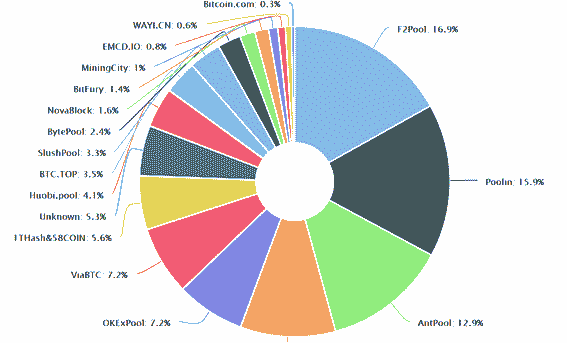 Bitcoin.com: 0.3%
WAYI.CN: 0.6%
EMCD.IO: 0.8%
MiningCity: 1%
BitFury: 1.4%
NovaBlock: 1.6%
BytePool: 2.4%
SlushPool: 3.3%
BTC.TOP: 3.5%
Huobi.pool: 4.1%
Unknown: 5.3%
1THash&58COIN: 5.6%
ViaBTC: 7.2%
OKExPool: 7.2%
F2Pool: 16.9%
Poolin: 15.9%
AntPool: 12.9%